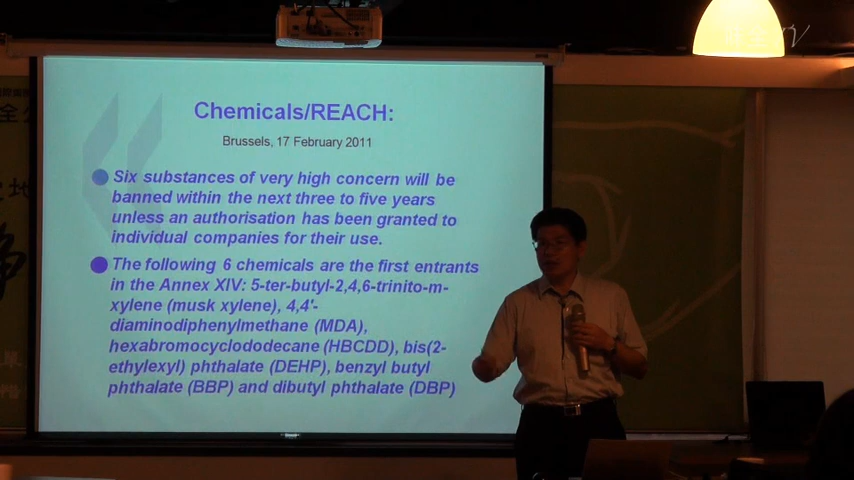 Chemicals/REACH:
Brussels, 17 February 2011
Six substances of very high concern will be
banned within the next three to five years
unless an authorisation has been granted to
individual companies for their use.
The following 6 chemicals are the first entrants
in the Annex XIV: 5-ter-butyl-2,4,6-trinito-m-
xylene (musk xylene), 4,4'-
diaminodiphenylmethane (MDA),
hexabromocyclododecane (HBCDD), bis(2-
ethylexyl) phthalate (DEHP), benzyl butyl
phthalate (BBP) and dibutyl phthalate (DBP)